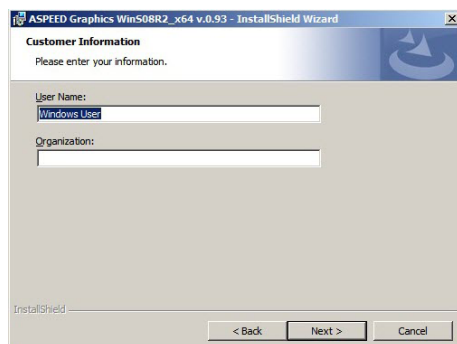 ASPEED Graphics WinS08R2_x64 v.0.93 - InstallShield Wizard
Customer Information
Please enter your information.
User Name:
Windows User
Organization:
InstallShield
< Back Next > Cancel